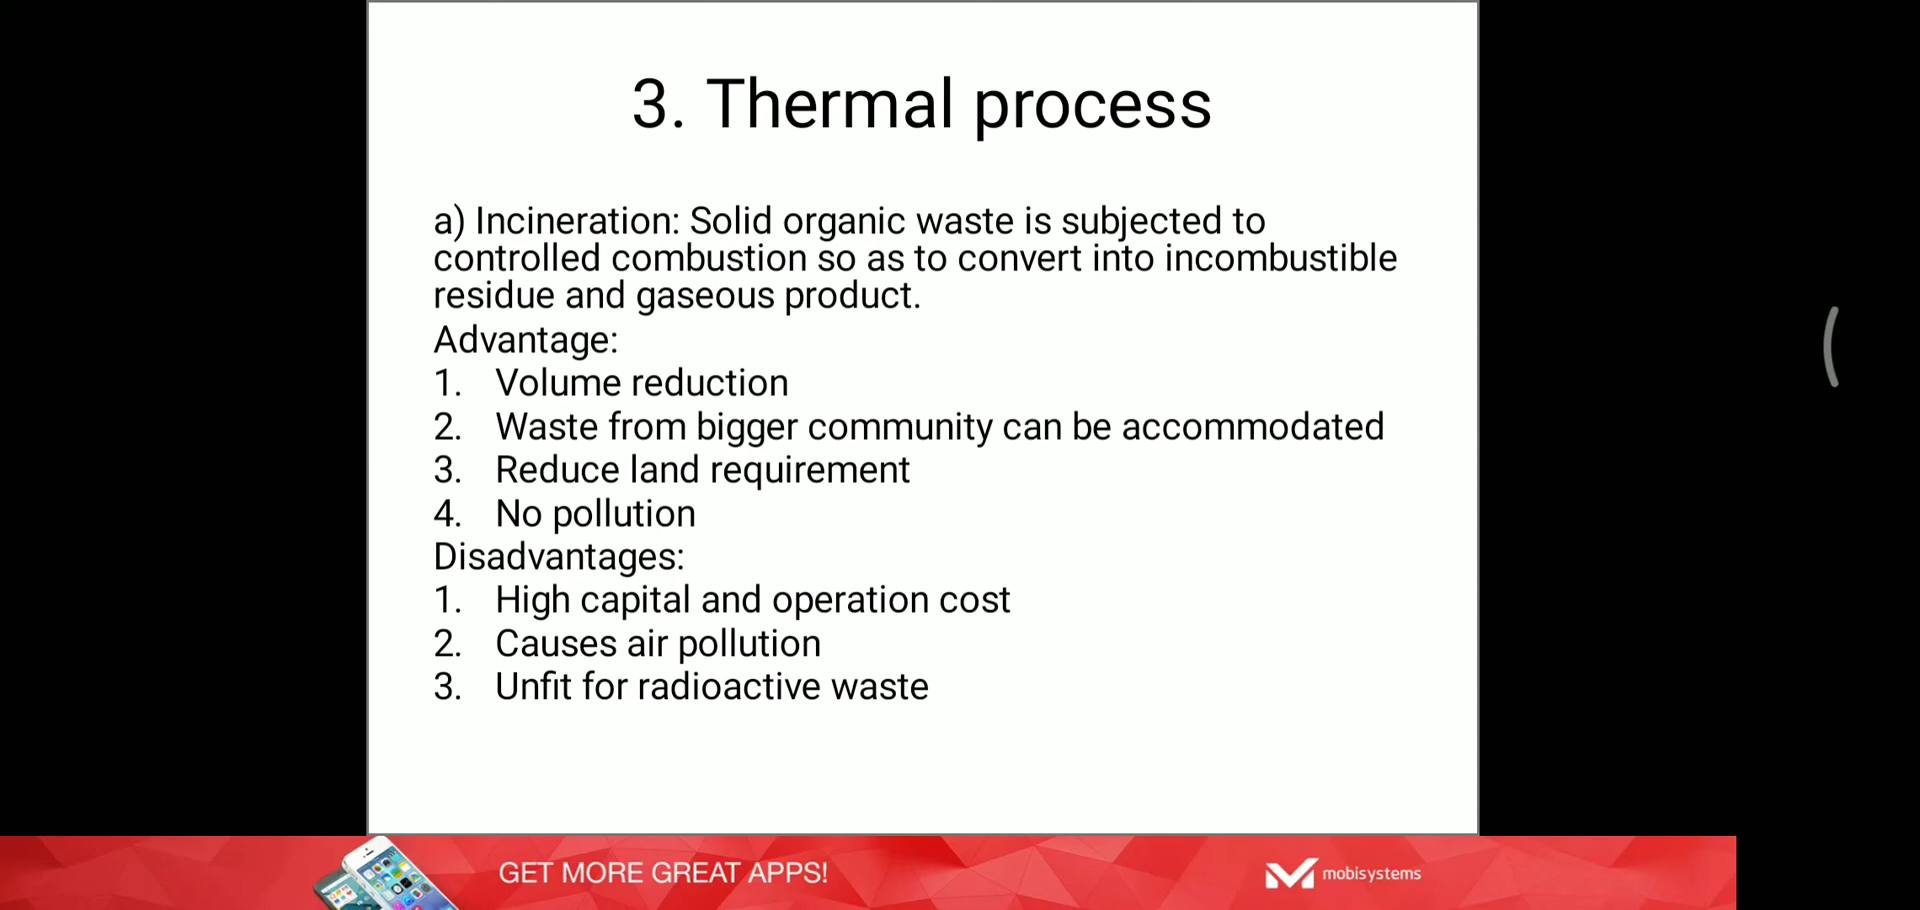 3. Thermal process
a) Incineration: Solid organic waste is subjected to
controlled combustion so as to convert into incombustible
residue and gaseous product.
Advantage:
1. Volume reduction
2. Waste from bigger community can be accommodated
3. Reduce land requirement
4. No pollution
Disadvantages:
1. High capital and operation cost
2. Causes air pollution
3. Unfit for radioactive waste
GET MORE GREAT APPS!
mobisystems